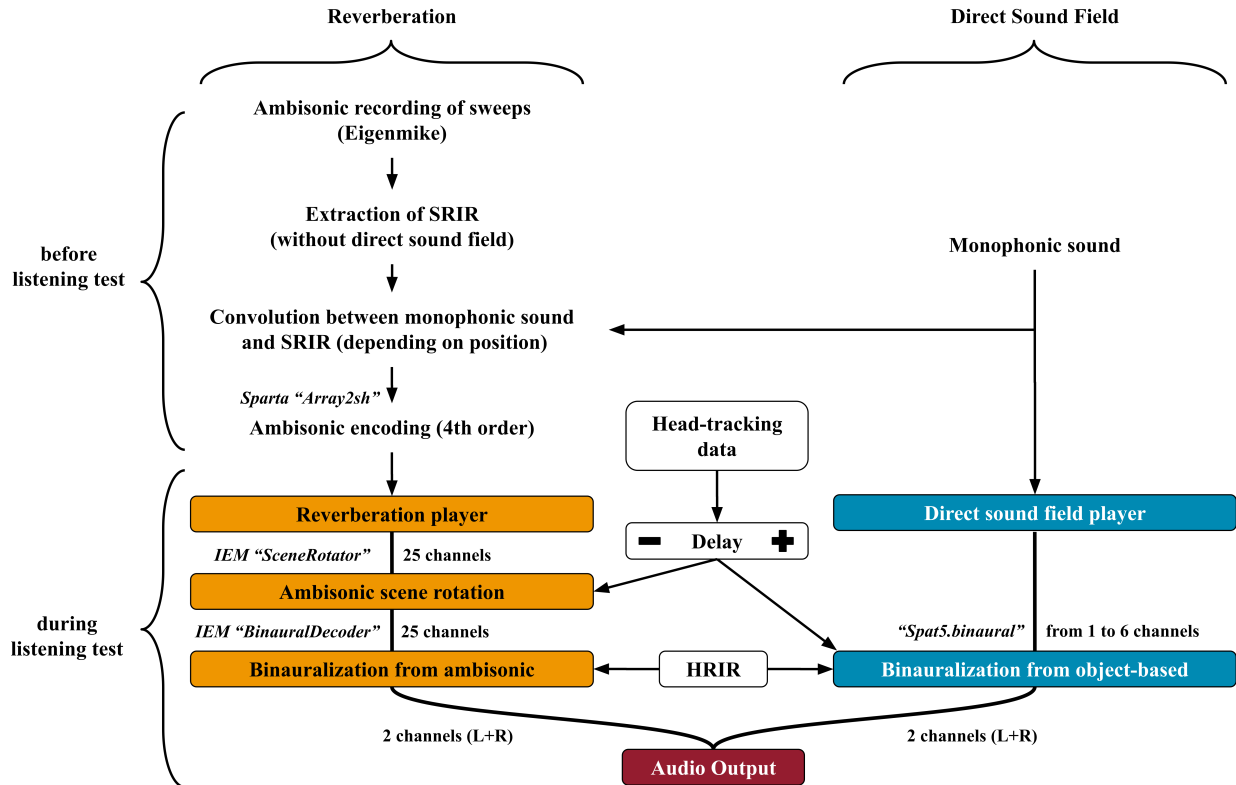 Reverberation
Direct Sound Field
Ambisonic recording of sweeps
(Eigenmike)
Extraction of SRIR
(without direct sound field)
before
listening test
Monophonic sound
Convolution between monophonic sound
and SRIR (depending on position)
Sparta “Array2sh”
Ambisonic encoding (4th order)
Head-tracking
data
Reverberation player
Direct sound field player
IEM “SceneRotator”
25 channels
− Delay +
Ambisonic scene rotation
during
listening test
IEM “BinauralDecoder”
25 channels
“Spat5.binaural”
from 1 to 6 channels
Binauralization from ambisonic
HRIR
Binauralization from object-based
2 channels (L+R)
2 channels (L+R)
Audio Output